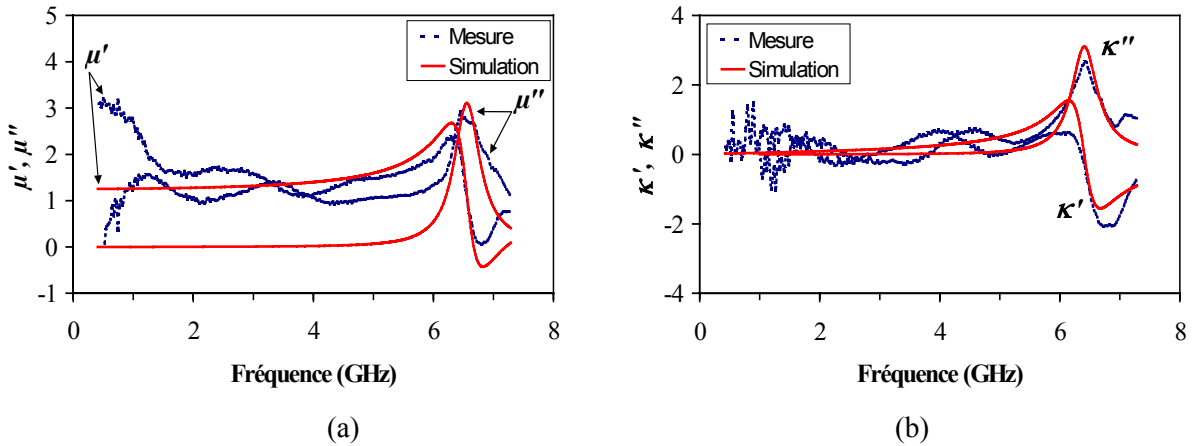 5
4
3
2
1
0
-1
μ', μ"
0
2
4
6
8
Fréquence (GHz)
Mesure
Simulation
μ'
μ"
(a)
4
2
0
-2
-4
κ', κ"
0
2
4
6
8
Fréquence (GHz)
Mesure
Simulation
κ"
κ'
(b)